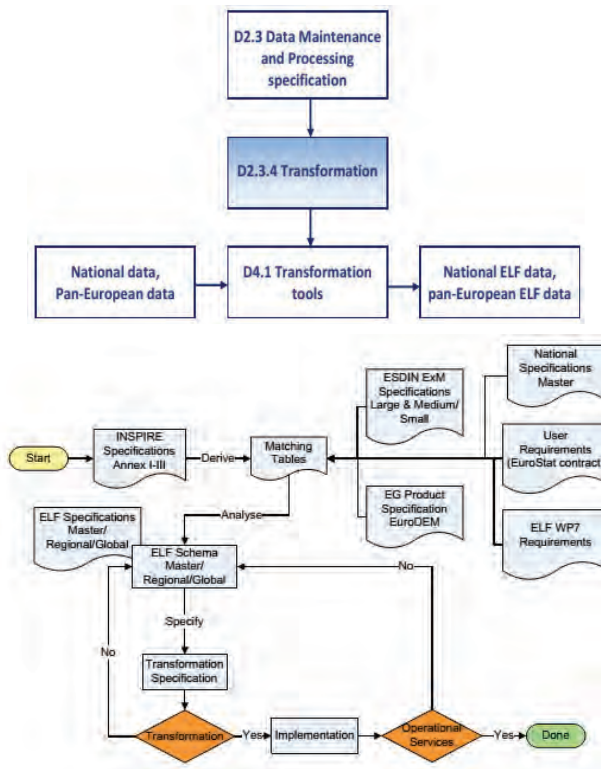 D2.3 Data Maintenance
and Processing
specification
D2.3.4 Transformation
National data,
Pan-European data
D4.1 Transformation
tools
National ELF data,
pan-European ELF data
ESDIN ExM
Specifications
Large & Medium/
Small
National
Specifications
Master
Start
INSPIRE
Specifications
Annex I-III
Derive
Matching
Tables
User
Requirements
(EuroStat contract)
EG Product
Specification
EuroDEM
ELF WP7
Requirements
ELF Specifications
Master/
Regional/Global
Analyse
ELF Schema
Master/
Regional/Global
No
Specify
No
Transformation
Specification
Transformation
Yes
Implementation
Operational
Services
Yes
Done